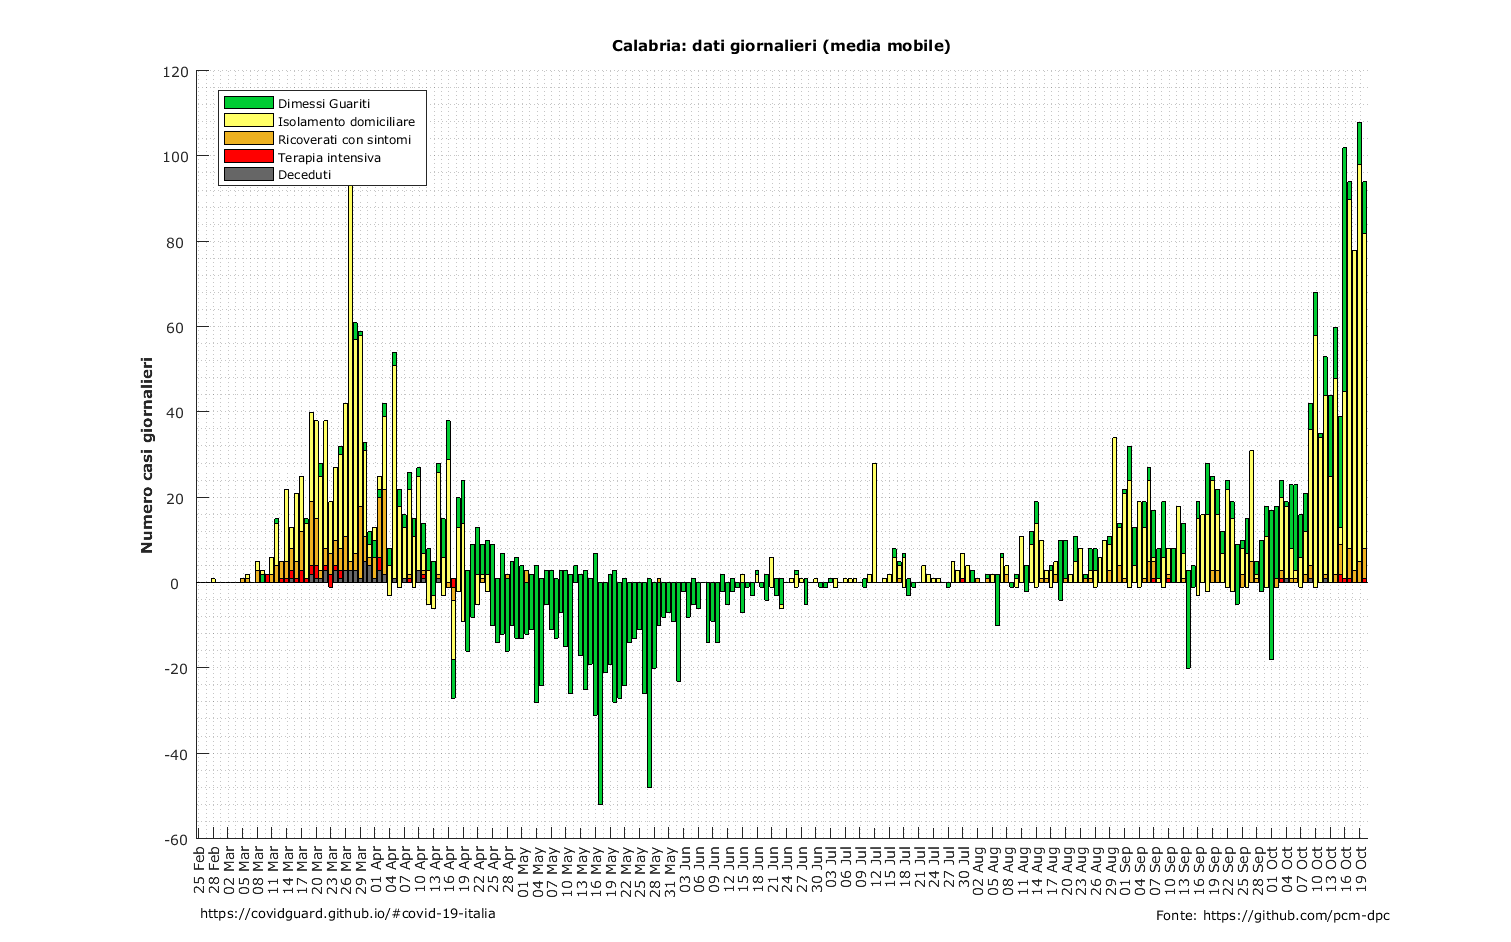 Calabria: dati giornalieri (media mobile)
120
100
80
60
40
20
0
-20
-40
-60
Numero casi giornalieri
Dimessi Guariti
Isolamento domiciliare
Ricoverati con sintomi
Terapia intensiva
Deceduti
25 Feb
28 Feb
02 Mar
05 Mar
08 Mar
11 Mar
14 Mar
17 Mar
20 Mar
23 Mar
26 Mar
29 Mar
01 Apr
04 Apr
07 Apr
10 Apr
13 Apr
16 Apr
19 Apr
22 Apr
25 Apr
28 Apr
01 May
04 May
07 May
10 May
13 May
16 May
19 May
22 May
25 May
28 May
31 May
03 Jun
06 Jun
09 Jun
12 Jun
15 Jun
18 Jun
21 Jun
24 Jun
27 Jun
30 Jun
03 Jul
06 Jul
09 Jul
12 Jul
15 Jul
18 Jul
21 Jul
24 Jul
27 Jul
30 Jul
02 Aug
05 Aug
08 Aug
11 Aug
14 Aug
17 Aug
20 Aug
23 Aug
26 Aug
29 Aug
01 Sep
04 Sep
07 Sep
10 Sep
13 Sep
16 Sep
19 Sep
22 Sep
25 Sep
28 Sep
01 Oct
04 Oct
07 Oct
10 Oct
13 Oct
16 Oct
19 Oct
https://covidguard.github.io/#covid-19-italia
Fonte: https://github.com/pcm-dpc